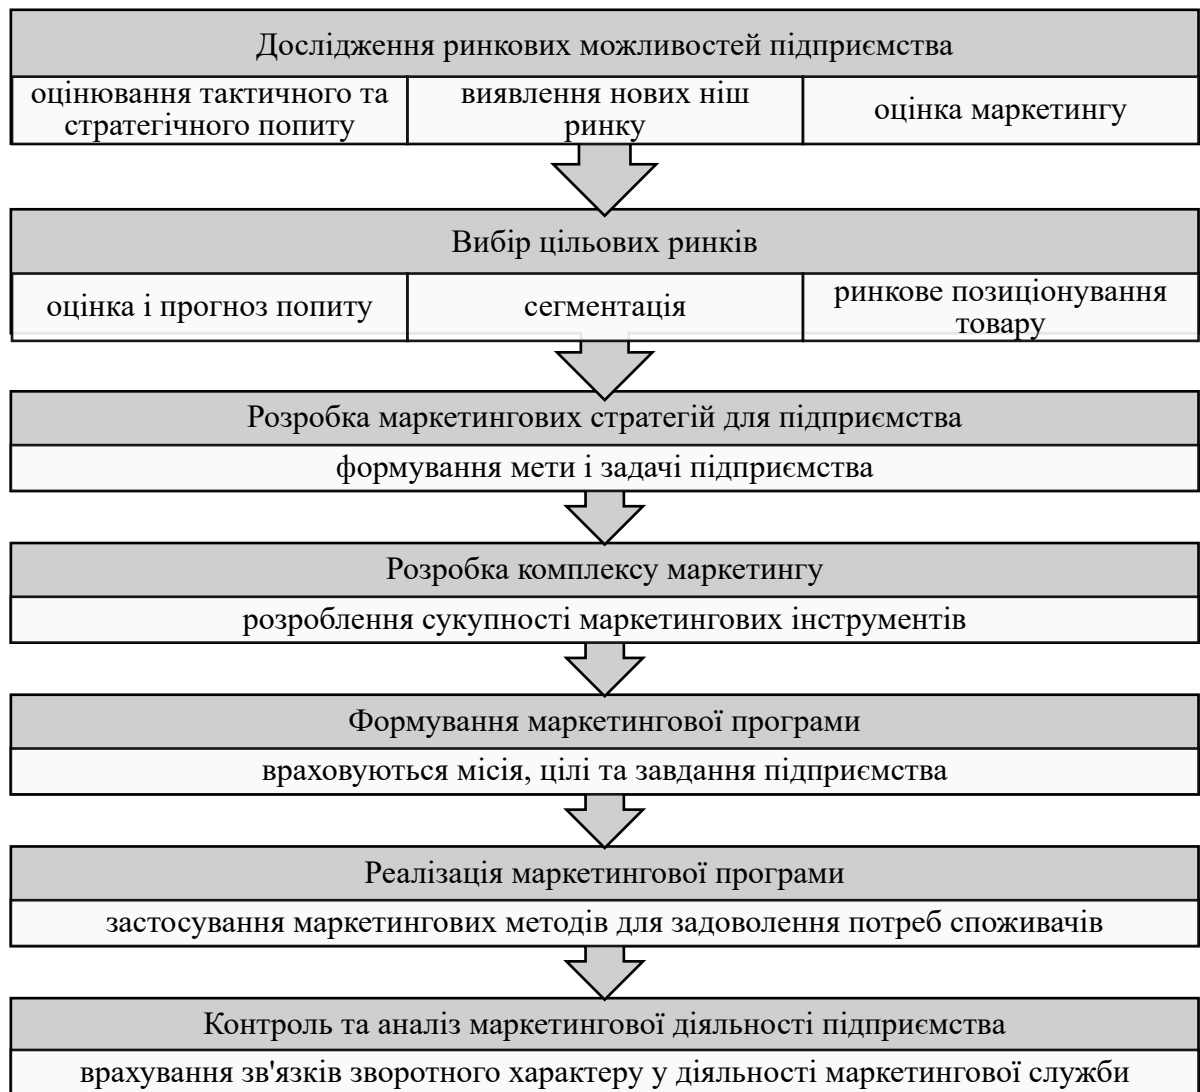 Дослідження ринкових можливостей підприємства
оцінювання тактичного та
стратегічного попиту
виявлення нових ніш
ринку
оцінка маркетингу
Вибір цільових ринків
оцінка і прогноз попиту
сегментація
ринкове позиціонування
товару
Розробка маркетингових стратегій для підприємства
формування мети і задачі підприємства
Розробка комплексу маркетингу
розроблення сукупності маркетингових інструментів
Формування маркетингової програми
враховуються місія, цілі та завдання підприємства
Реалізація маркетингової програми
застосування маркетингових методів для задоволення потреб споживачів
Контроль та аналіз маркетингової діяльності підприємства
врахування зв'язків зворотного характеру у діяльності маркетингової служби